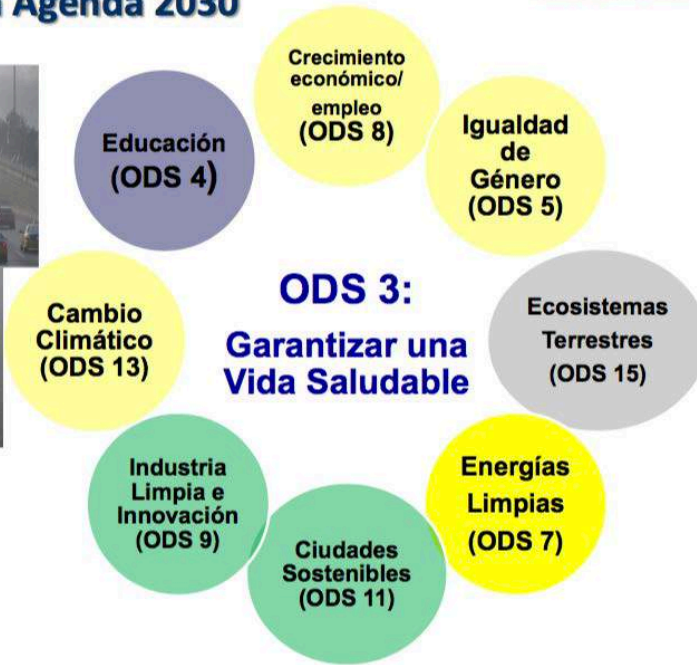 Agenda 2030
Crecimiento
económico/
empleo
(ODS 8)
Igualdad
de
Género
(ODS 5)
Educación
(ODS 4)
ODS 3:
Garantizar una
Vida Saludable
Ecosistemas
Terrestres
(ODS 15)
Cambio
Climático
(ODS 13)
Energías
Limpias
(ODS 7)
Industria
Limpia e
Innovación
(ODS 9)
Ciudades
Sostenibles
(ODS 11)